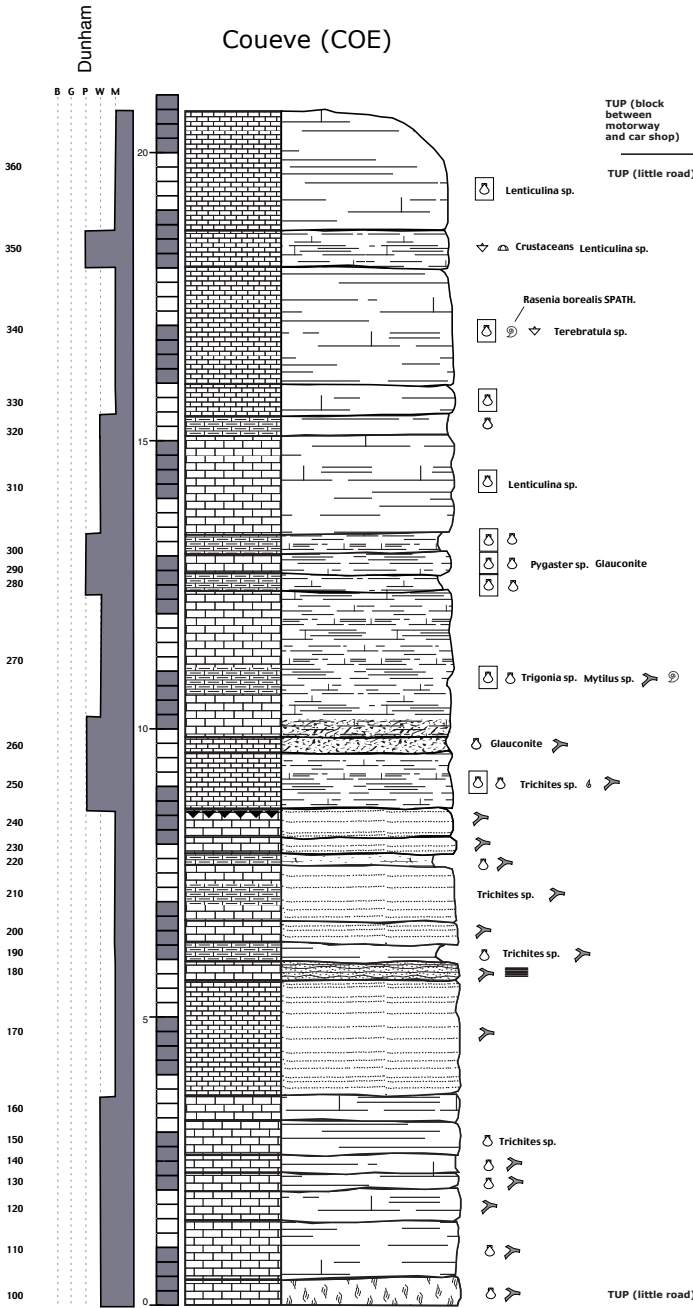 Coueve (COE)
Dunham
B G P W M
TUP (block
between
motorway
and car shop)
TUP (little road)
20
360
Lenticulina sp.
350
Crustaceans Lenticulina sp.
Rasenia borealis SPATH.
340
Terebratula sp.
330
320
15
310
Lenticulina sp.
300
290
Pygaster sp. Glauconite
280
270
Trigonia sp. Mytilus sp.
10
260
Glauconite
250
Trichites sp.
240
230
220
210
Trichites sp.
200
190
Trichites sp.
180
5
170
160
150
Trichites sp.
140
130
120
110
100
0
TUP (little road)